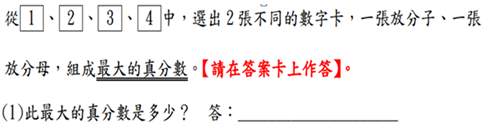 從1、2、3、4中，選出2張不同的數字卡，一張放分子、一張
放分母，組成最大的真分數。【請在答案卡上作答】。
(1)此最大的真分數是多少？ 答：____________________